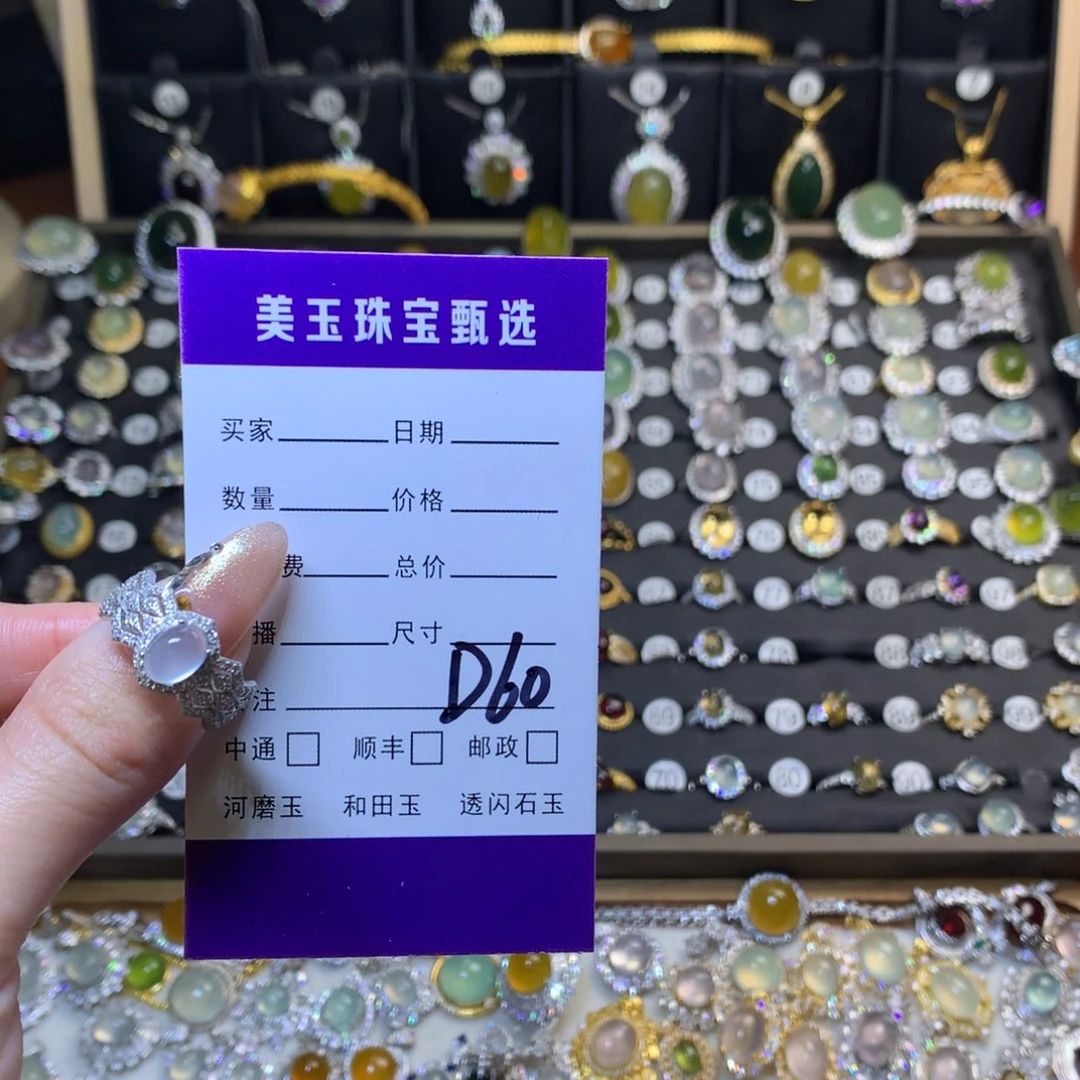 美玉珠宝甄选
买家 日期
数量 价格
费 总价
播 尺寸
注 D60
中通 顺丰 邮政
河磨玉 和田玉 透闪石玉